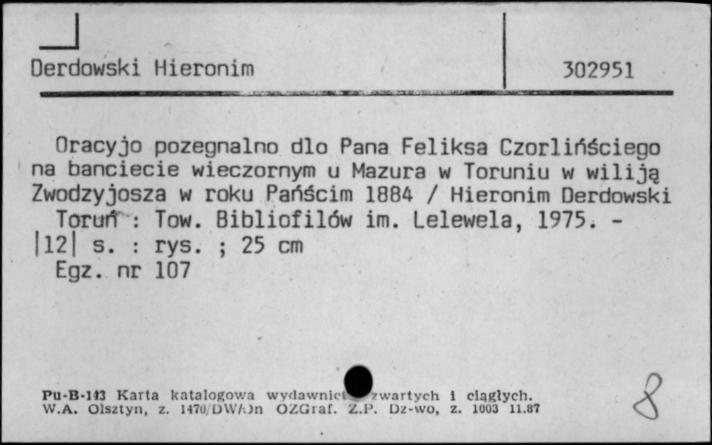 Derdowski Hieronim
302951
Oracyjo pozegnalno dlo Pana Feliksa Czorlińściego
na banciecie wieczornym u Mazura w Toruniu w wiliją
Zwodzyjosza w roku Pańścim 1884 / Hieronim Derdowski
Toruń : Tow. Bibliofilów im. Lelewela, 1975. -
|12| s. : rys. ; 25 cm
Egz. nr 107
Pu-B-143 Karta katalogowa zwartych i ciągłych.
W.A. Olsztyn, z. OZGraf. Z.P. Dz-wo, z. 1003 11.87
8